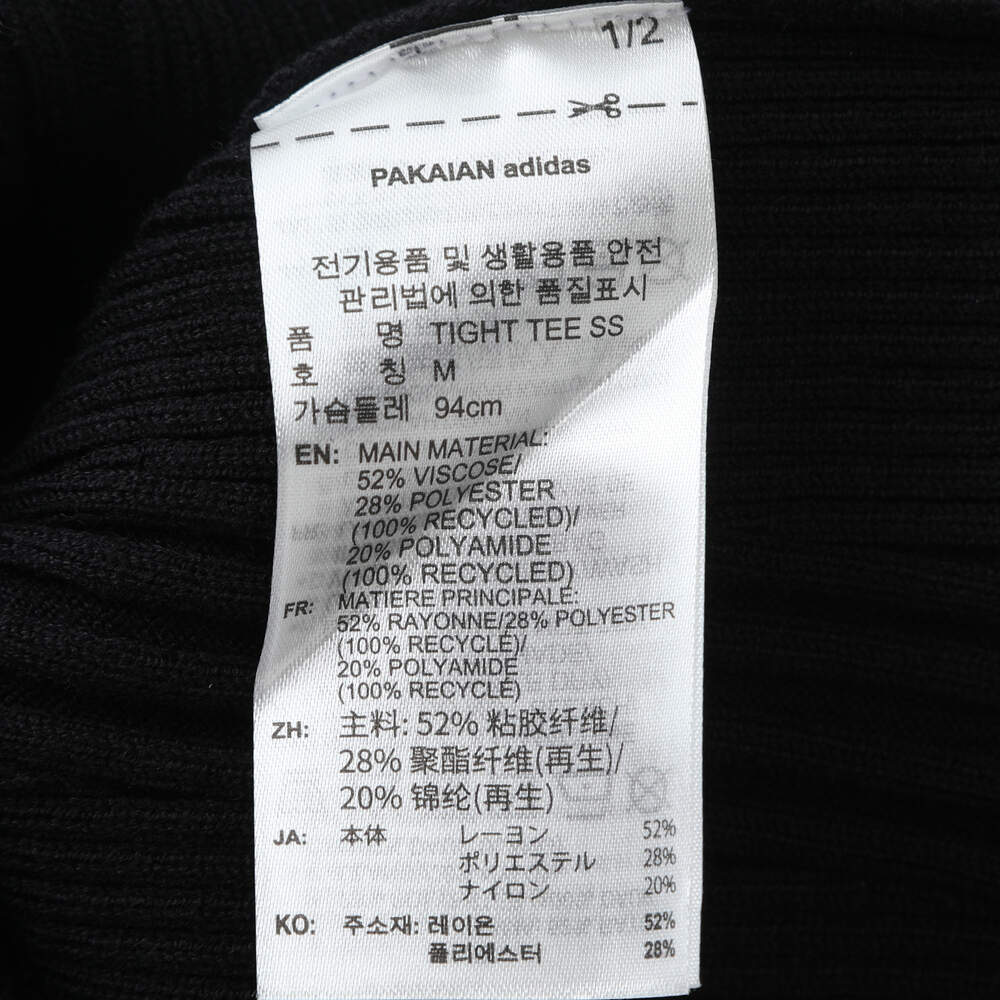 1/2
PAKAIAN adidas
전기용품 및 생활용품 안전
관리법에 의한 품질표시
품 명 TIGHT TEE SS
호 칭 M
가슴둘레 94cm
EN: MAIN MATERIAL:
52% VISCOSE/
28% POLYESTER
(100% RECYCLED)/
20% POLYAMIDE
(100% RECYCLED)
FR: MATIERE PRINCIPALE:
52% RAYONNE/28% POLYESTER
(100% RECYCLÉ)/
20% POLYAMIDE
(100% RECYCLÉ)
ZH: 主料: 52% 粘胶纤维/
28% 聚酯纤维(再生)/
20% 锦纶(再生)
JA: 本体 レーヨン 52%
ポリエステル 28%
ナイロン 20%
KO: 주소재: 레이온 52%
폴리에스터 28%